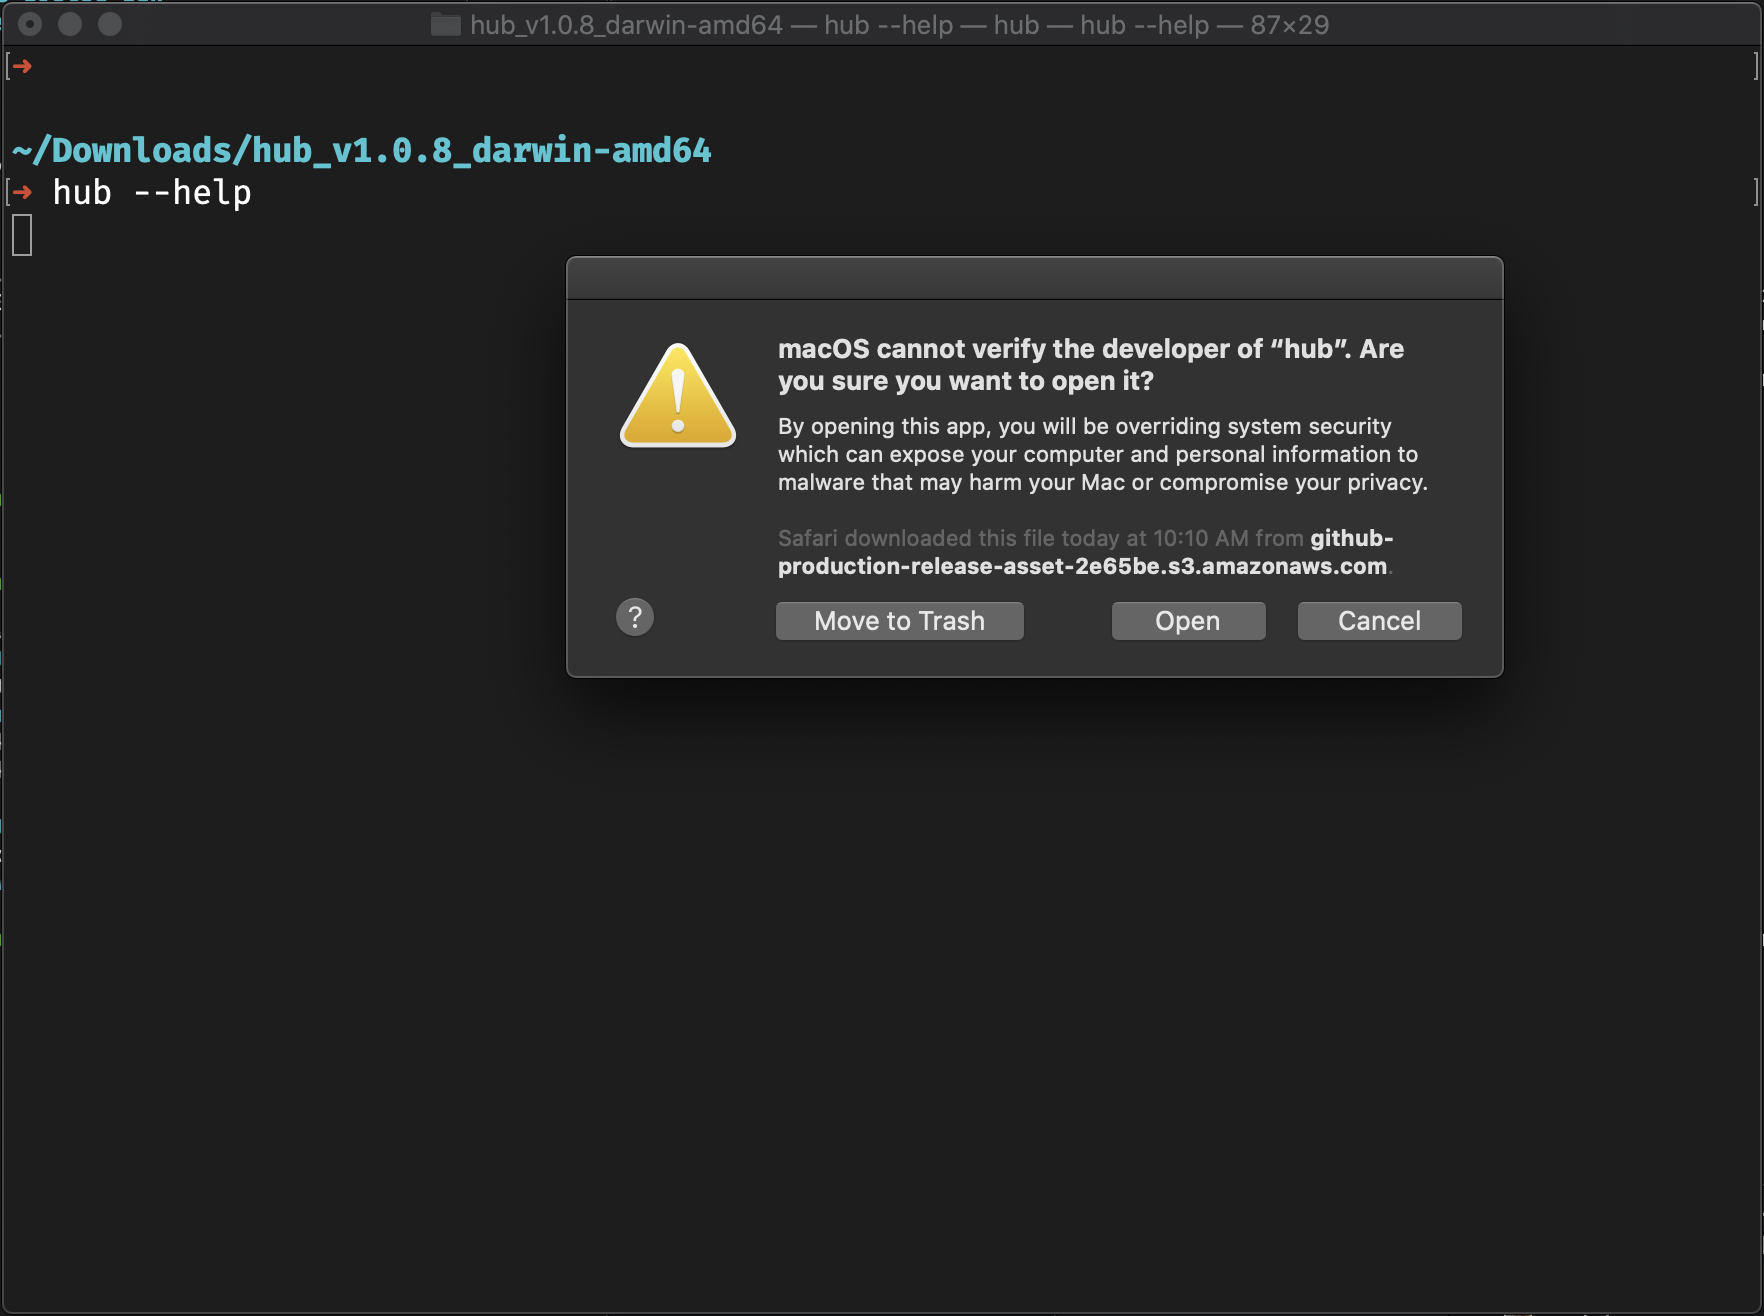 hub_v1.0.8_darwin-amd64 — hub --help — hub — hub --help — 87×29
[➜ ]
~/Downloads/hub_v1.0.8_darwin-amd64
[➜ hub --help ]
macOS cannot verify the developer of “hub”. Are
you sure you want to open it?
By opening this app, you will be overriding system security
which can expose your computer and personal information to
malware that may harm your Mac or compromise your privacy.
Safari downloaded this file today at 10:10 AM from github-
production-release-asset-2e65be.s3.amazonaws.com.
?
Move to Trash
Open
Cancel